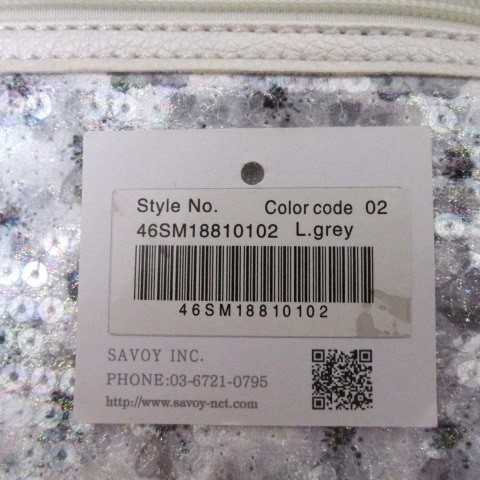 Style No. Color code 02
46SM18810102 L.grey
46SM18810102
SAVOY INC.
PHONE:03-6721-0795
http://www.savoy-net.com